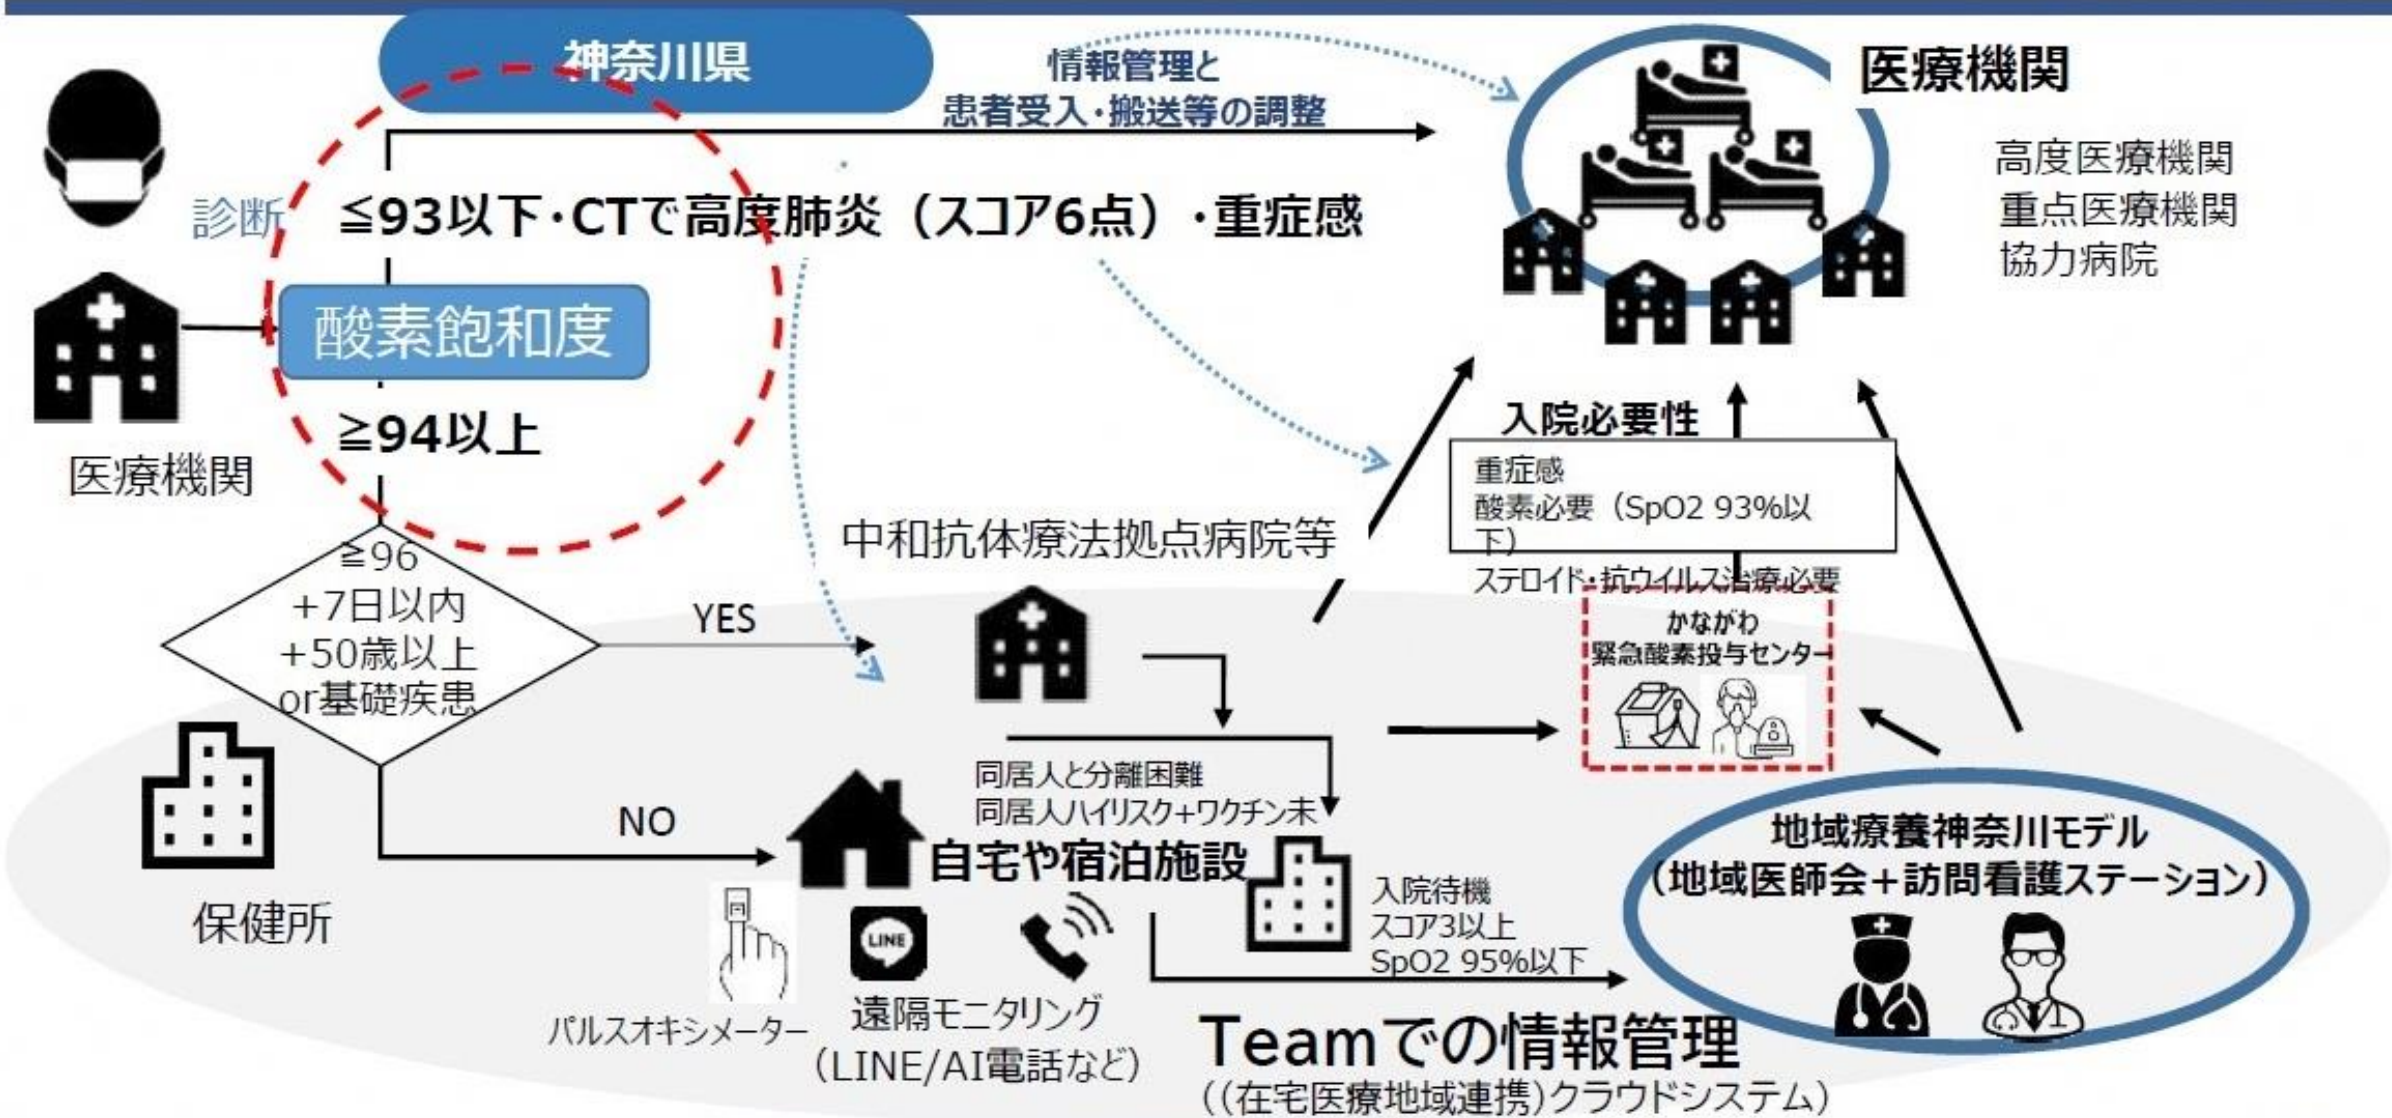 神奈川県
情報管理と
患者受入・搬送等の調整
医療機関
高度医療機関
重点医療機関
協力病院
診断
≦93以下・CTで高度肺炎（スコア6点）・重症感
酸素飽和度
≧94以上
医療機関
入院必要性
重症感
酸素必要（SpO2 93%以
下）
ステロイド・抗ウイルス治療必要
中和抗体療法拠点病院等
≧96
+7日以内
+50歳以上
or基礎疾患
YES
かながわ
緊急酸素投与センター
保健所
NO
同居人と分離困難
同居人ハイリスク+ワクチン未
自宅や宿泊施設
地域療養神奈川モデル
（地域医師会+訪問看護ステーション）
入院待機
スコア3以上
SpO2 95%以下
LINE
パルスオキシメーター
遠隔モニタリング
（LINE/AI電話など）
Teamでの情報管理
（(在宅医療地域連携)クラウドシステム）